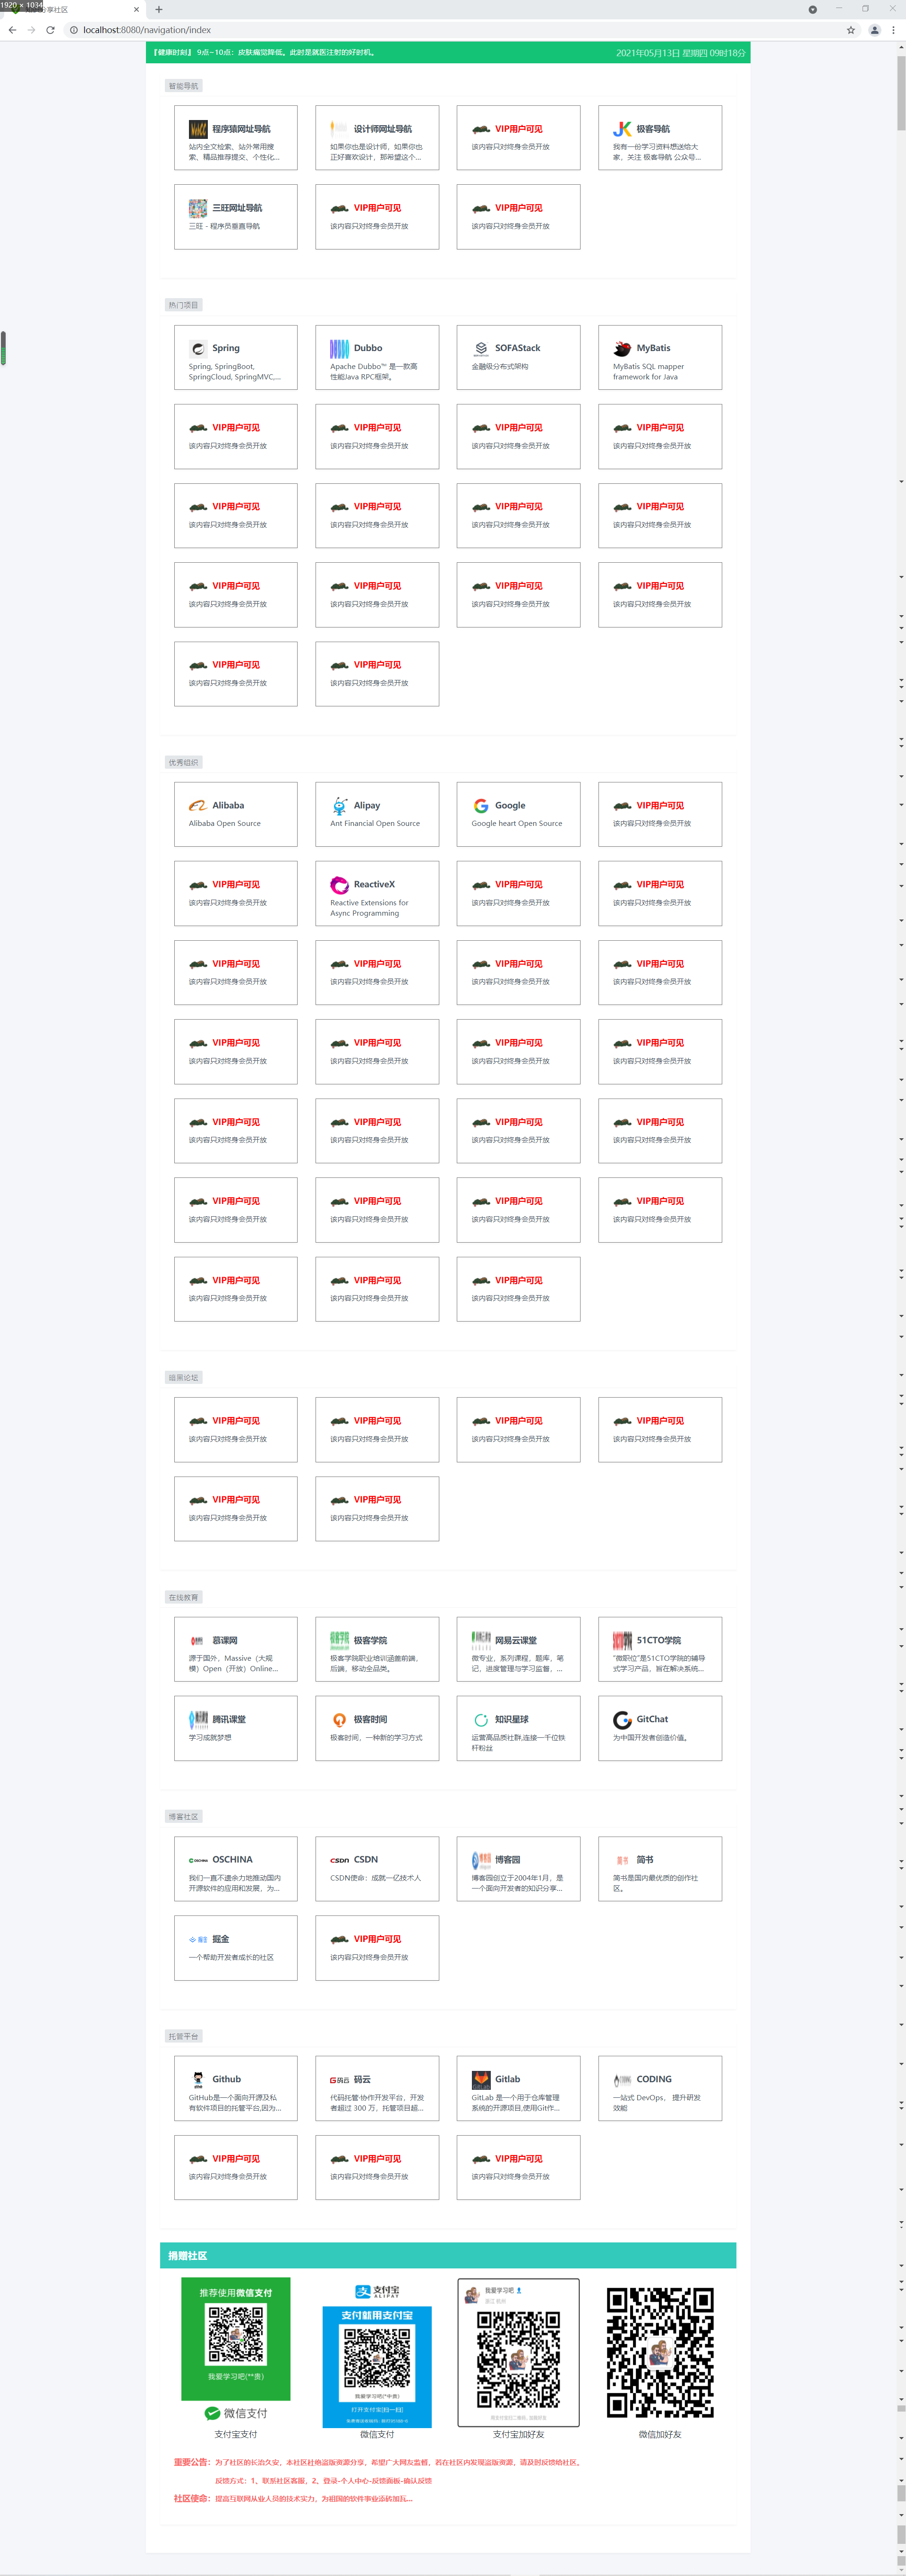 1920 × 1034
享社区
localhost:8080/navigation/index
『健康时刻』 9点~10点：皮肤痛觉降低。此时是就医注射的好时机。
2021年05月13日 星期四 09时18分
智能导航
程序猿网址导航
站内全文检索，站外常用搜
索，精品推荐提交，个性化...
设计师网址导航
如果你也是设计师，如果你也
正好喜欢设计，那希望这个...
VIP用户可见
该内容只对终身会员开放
极客导航
我有一份学习资料想送给大
家，关注 极客导航 公众号...
三旺网址导航
三旺 - 程序员垂直导航
VIP用户可见
该内容只对终身会员开放
VIP用户可见
该内容只对终身会员开放
热门项目
Spring
Spring, SpringBoot,
SpringCloud, SpringMVC,...
Dubbo
Apache Dubbo™ 是一款高
性能Java RPC框架。
SOFAStack
金融级分布式架构
MyBatis
MyBatis SQL mapper
framework for Java
VIP用户可见
该内容只对终身会员开放
VIP用户可见
该内容只对终身会员开放
VIP用户可见
该内容只对终身会员开放
VIP用户可见
该内容只对终身会员开放
VIP用户可见
该内容只对终身会员开放
VIP用户可见
该内容只对终身会员开放
VIP用户可见
该内容只对终身会员开放
VIP用户可见
该内容只对终身会员开放
VIP用户可见
该内容只对终身会员开放
VIP用户可见
该内容只对终身会员开放
VIP用户可见
该内容只对终身会员开放
VIP用户可见
该内容只对终身会员开放
VIP用户可见
该内容只对终身会员开放
VIP用户可见
该内容只对终身会员开放
优秀组织
Alibaba
Alibaba Open Source
Alipay
Ant Financial Open Source
Google
Google heart Open Source
VIP用户可见
该内容只对终身会员开放
VIP用户可见
该内容只对终身会员开放
ReactiveX
Reactive Extensions for
Async Programming
VIP用户可见
该内容只对终身会员开放
VIP用户可见
该内容只对终身会员开放
VIP用户可见
该内容只对终身会员开放
VIP用户可见
该内容只对终身会员开放
VIP用户可见
该内容只对终身会员开放
VIP用户可见
该内容只对终身会员开放
VIP用户可见
该内容只对终身会员开放
VIP用户可见
该内容只对终身会员开放
VIP用户可见
该内容只对终身会员开放
VIP用户可见
该内容只对终身会员开放
VIP用户可见
该内容只对终身会员开放
VIP用户可见
该内容只对终身会员开放
VIP用户可见
该内容只对终身会员开放
VIP用户可见
该内容只对终身会员开放
VIP用户可见
该内容只对终身会员开放
VIP用户可见
该内容只对终身会员开放
VIP用户可见
该内容只对终身会员开放
VIP用户可见
该内容只对终身会员开放
VIP用户可见
该内容只对终身会员开放
VIP用户可见
该内容只对终身会员开放
VIP用户可见
该内容只对终身会员开放
暗黑论坛
VIP用户可见
该内容只对终身会员开放
VIP用户可见
该内容只对终身会员开放
VIP用户可见
该内容只对终身会员开放
VIP用户可见
该内容只对终身会员开放
VIP用户可见
该内容只对终身会员开放
VIP用户可见
该内容只对终身会员开放
在线教育
慕课网
源于国外，Massive（大规
模）Open（开放）Online...
极客学院
极客学院职业培训涵盖前端，
后端，移动全品类。
网易云课堂
微专业，系列课程，题库，笔
记，进度管理与学习监督，...
51CTO学院
“微职位”是51CTO学院的辅导
式学习产品，旨在解决系统...
腾讯课堂
学习成就梦想
极客时间
极客时间，一种新的学习方式
知识星球
运营高品质社群,连接一千位铁
杆粉丝
GitChat
为中国开发者创造价值。
博客社区
OSCHINA
我们一直不遗余力地推动国内
开源软件的应用和发展，为...
CSDN
CSDN
CSDN使命：成就一亿技术人
博客园
博客园创立于2004年1月，是
一个面向开发者的知识分享...
简书
简书
简书是国内最优质的创作社
区。
掘金
一个帮助开发者成长的社区
VIP用户可见
该内容只对终身会员开放
托管平台
Github
GitHub是一个面向开源及私
有软件项目的托管平台,因为...
码云
码云
代码托管·协作开发平台，开发
者超过 300 万，托管项目超...
Gitlab
GitLab 是一个用于仓库管理
系统的开源项目,使用Git作...
CODING
一站式 DevOps， 提升研发
效能
VIP用户可见
该内容只对终身会员开放
VIP用户可见
该内容只对终身会员开放
VIP用户可见
该内容只对终身会员开放
捐赠社区
推荐使用微信支付
我爱学习吧(**贵)
微信支付
支付宝支付
支付宝
ALIPAY
支付就用支付宝
我爱学习吧(*中贵)
打开支付宝[扫一扫]
微信支付
我爱学习吧
浙江 杭州
支付宝加好友
微信加好友
重要公告：为了社区的长治久安，本社区杜绝盗版资源分享，希望广大网友监督，若在社区内发现盗版资源，请及时反馈给社区。
反馈方式：1、联系社区客服，2、登录-个人中心-反馈面板-确认反馈
社区使命：提高互联网从业人员的技术实力，为祖国的软件事业添砖加瓦...